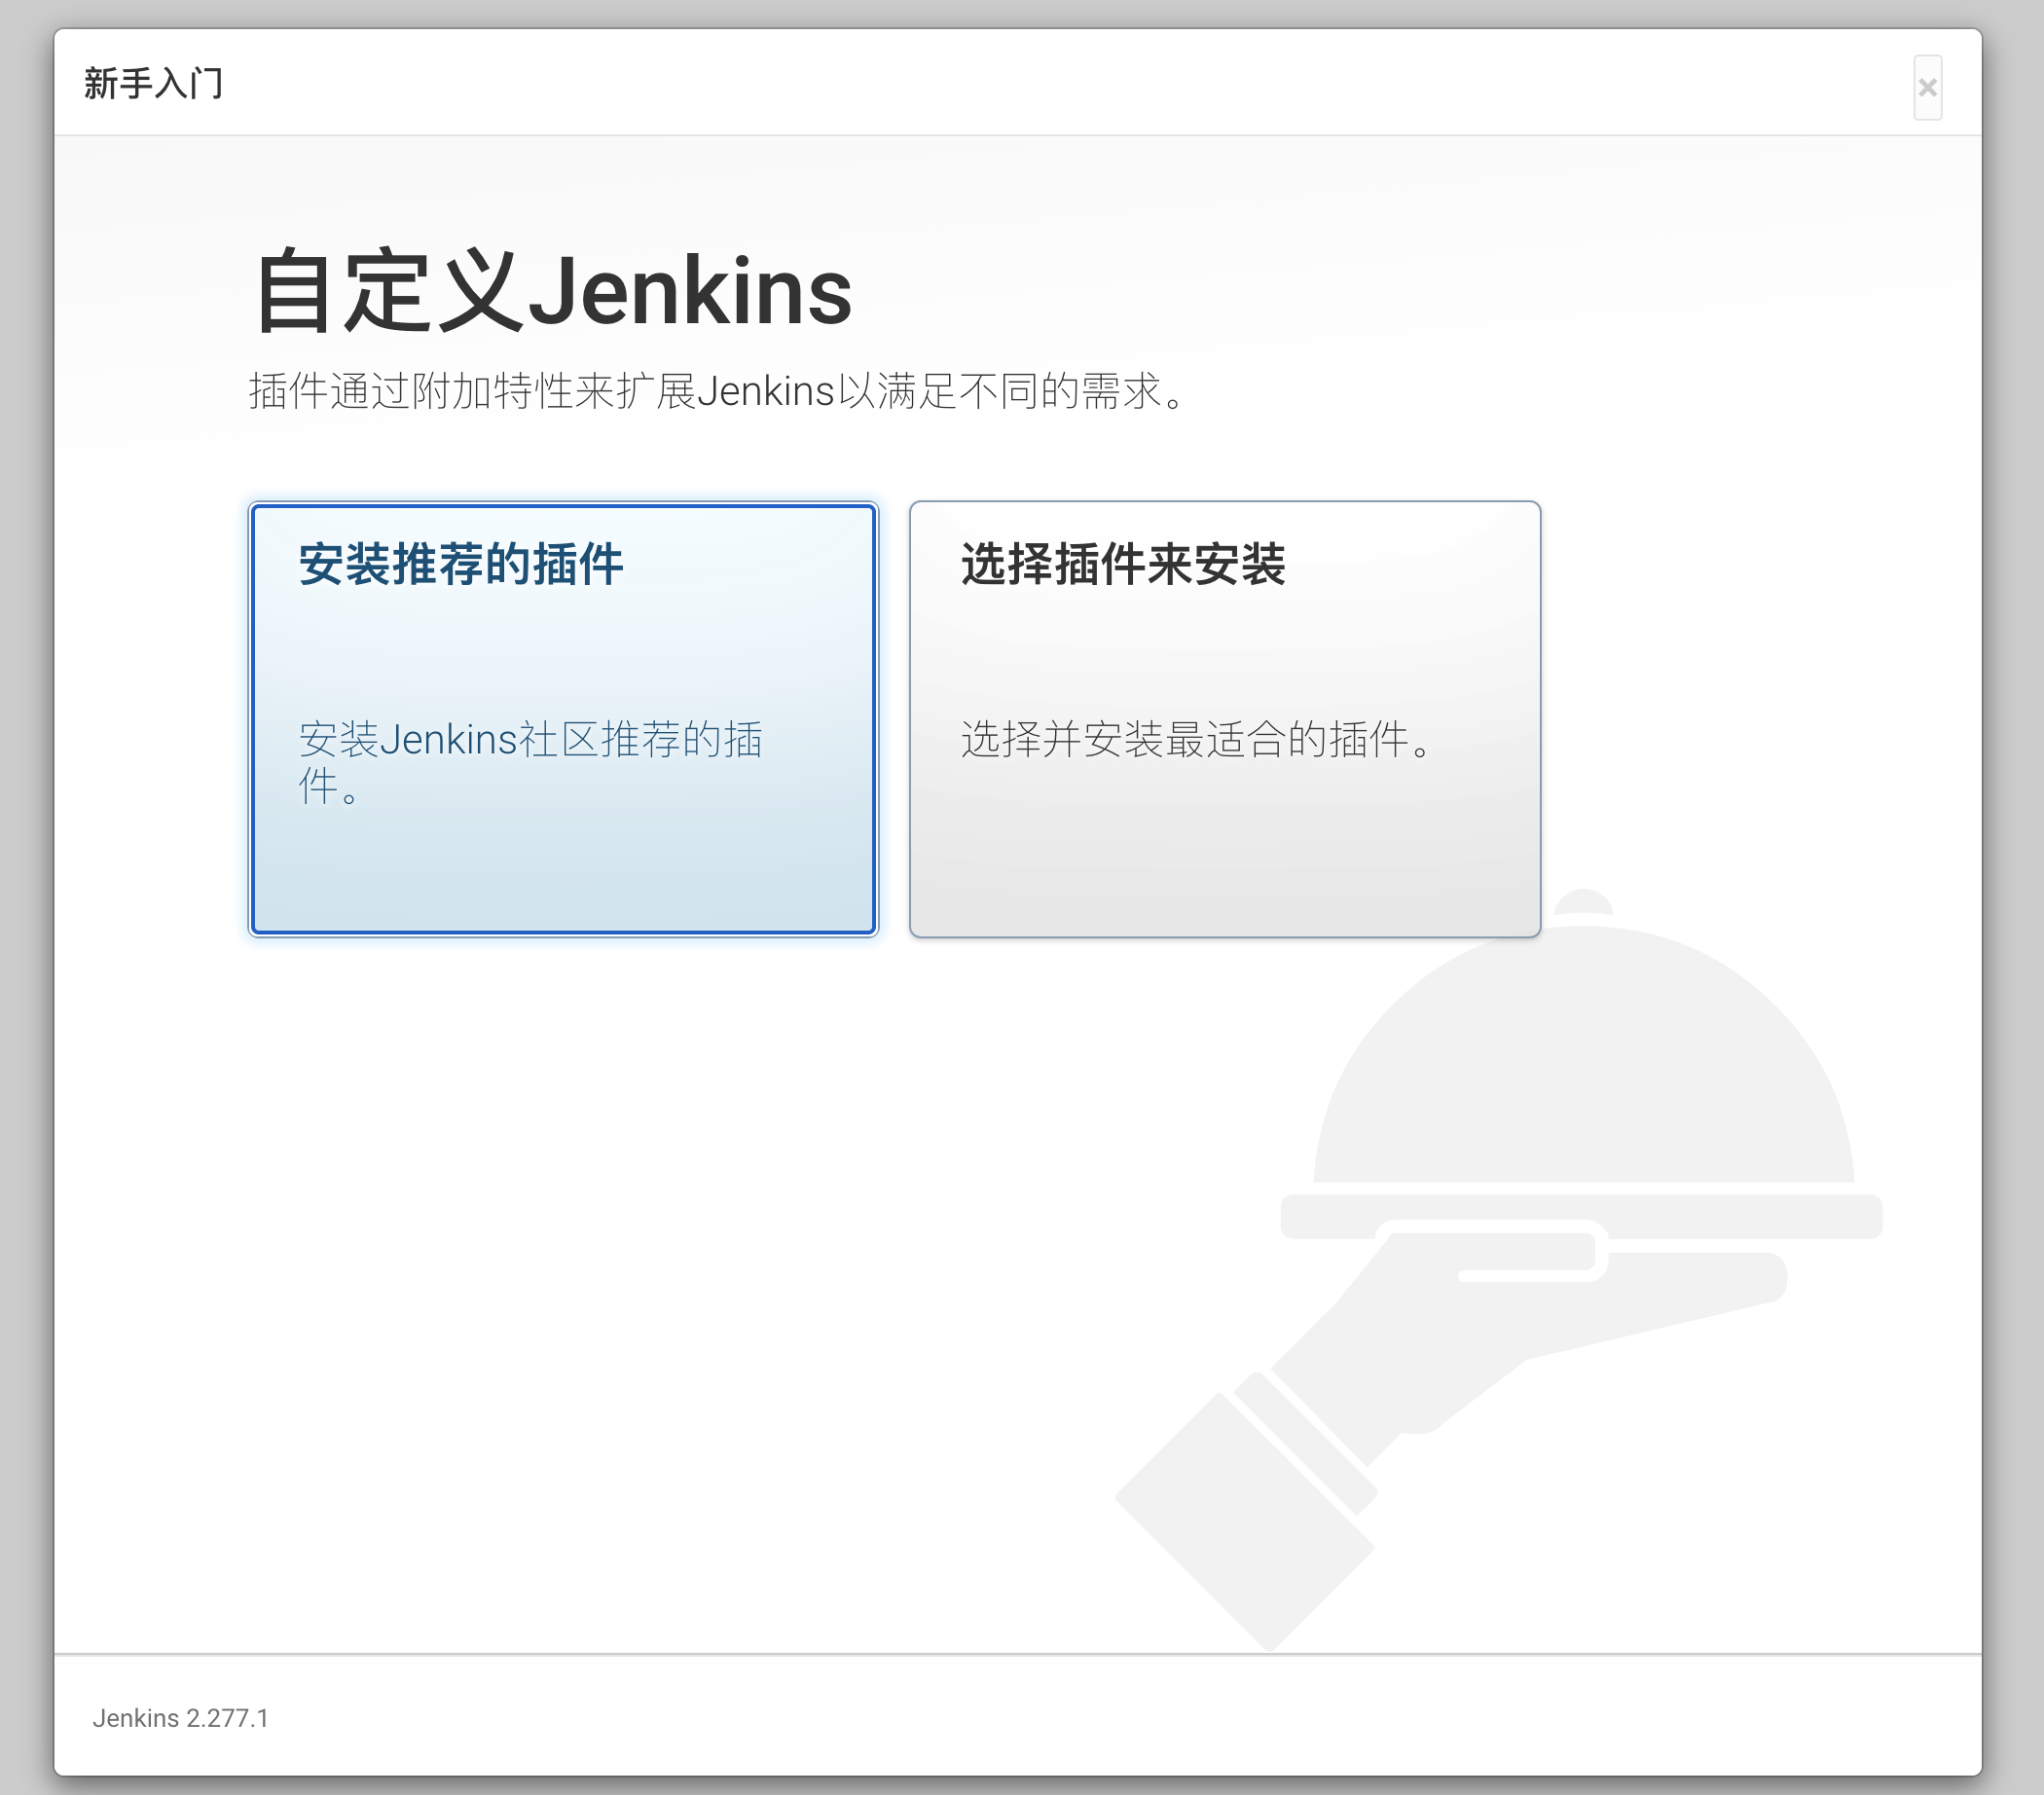 新手入门
×
自定义Jenkins
插件通过附加特性来扩展Jenkins以满足不同的需求。
安装推荐的插件
安装Jenkins社区推荐的插
件。
选择插件来安装
选择并安装最适合的插件。
Jenkins 2.277.1